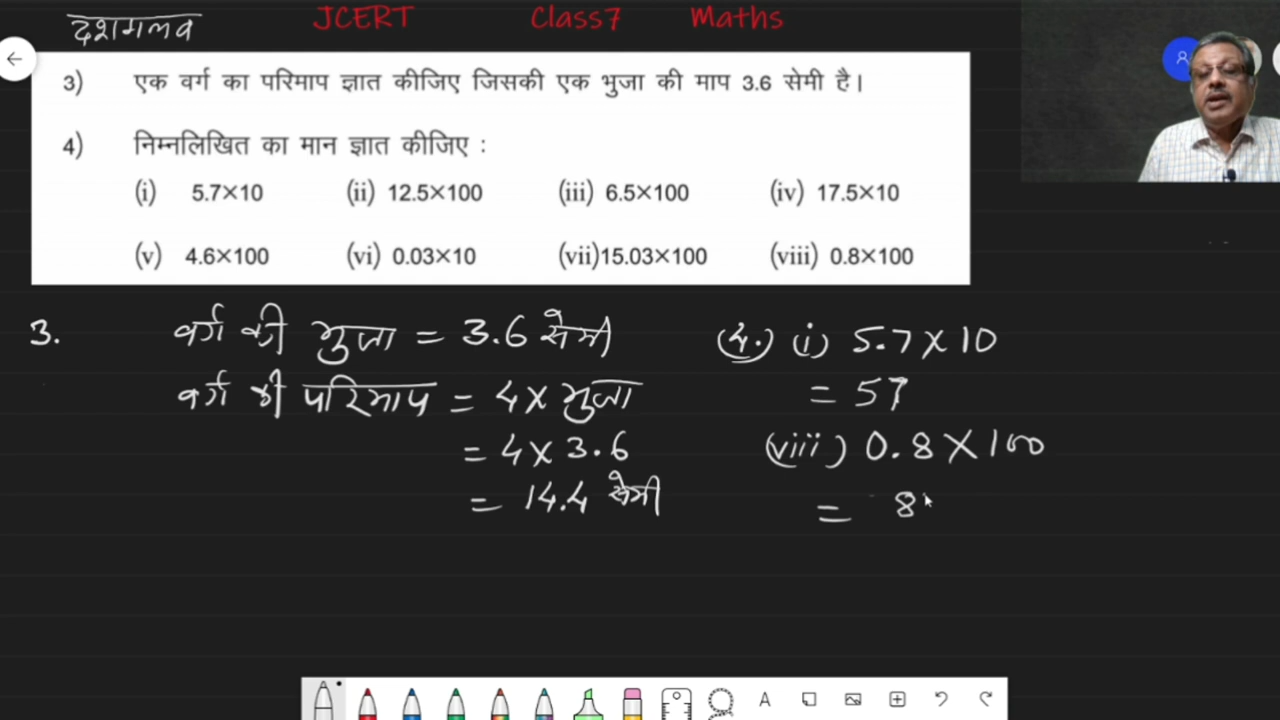 दशमलव JCERT Class7 Maths
3) एक वर्ग का परिमाप ज्ञात कीजिए जिसकी एक भुजा की माप 3.6 सेमी है।
4) निम्नलिखित का मान ज्ञात कीजिए :
(i) 5.7×10 (ii) 12.5×100 (iii) 6.5×100 (iv) 17.5×10
(v) 4.6×100 (vi) 0.03×10 (vii)15.03×100 (viii) 0.8×100
3. वर्ग की भुजा = 3.6 सेमी
वर्ग की परिमाप = 4 × भुजा
= 4 × 3.6
= 14.4 सेमी
(4.) (i) 5.7 × 10
= 57
(viii) 0.8 × 100
= 8